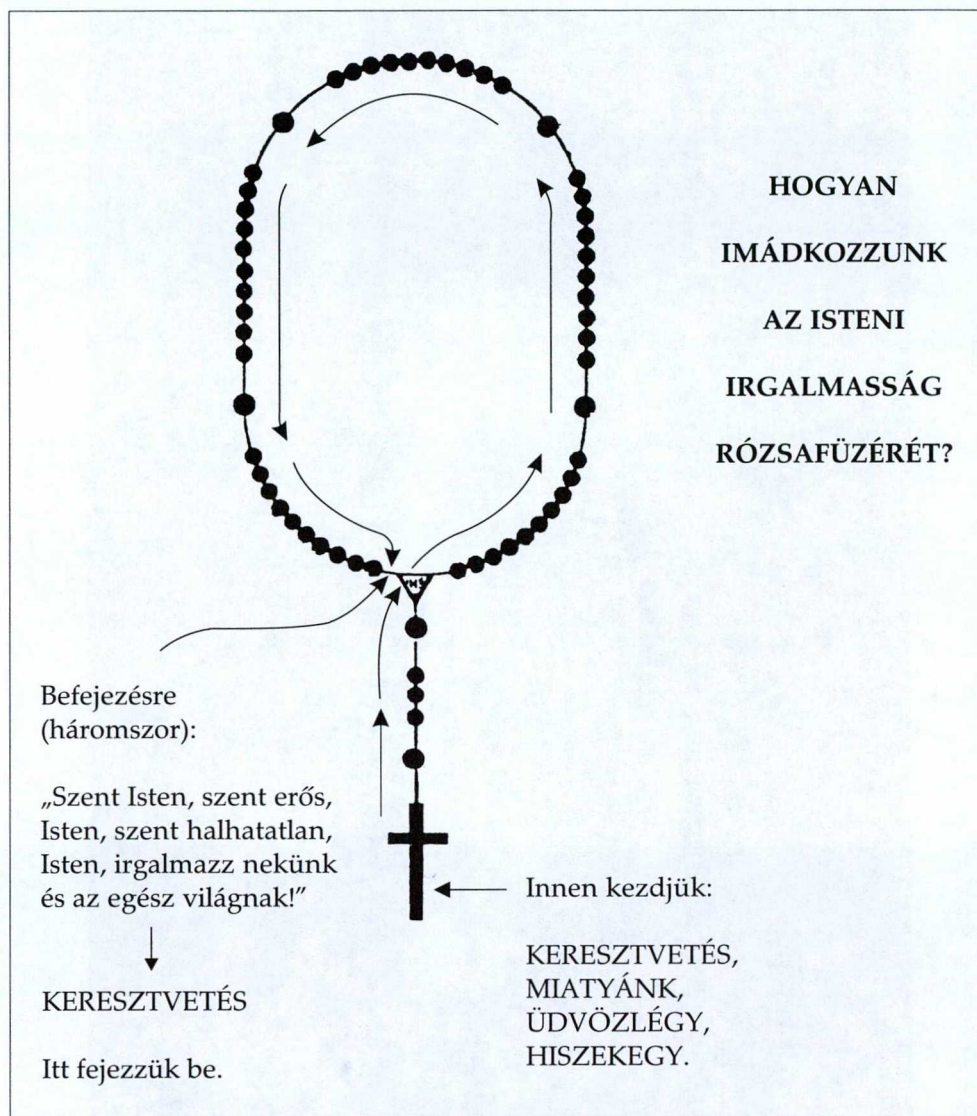 HOGYAN
IMÁDKOZZUNK
AZ ISTENI
IRGALMASSÁG
RÓZSAFÜZÉRÉT?
Befejezésre
(háromszor):
„Szent Isten, szent erős,
Isten, szent halhatatlan,
Isten, irgalmazz nekünk
és az egész világnak!”
KERESZTVETÉS
Itt fejezzük be.
Innen kezdjük:
KERESZTVETÉS,
MIATYÁNK,
ÜDVÖZLÉGY,
HISZEKEGY.